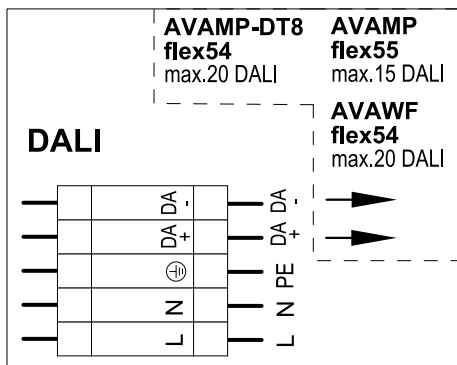 AVAMP-DT8
flex54
max.20 DALI
AVAMP
flex55
max.15 DALI
AVAWF
flex54
max.20 DALI
DALI
DA - DA -
DA + DA +
PE
N N
L L